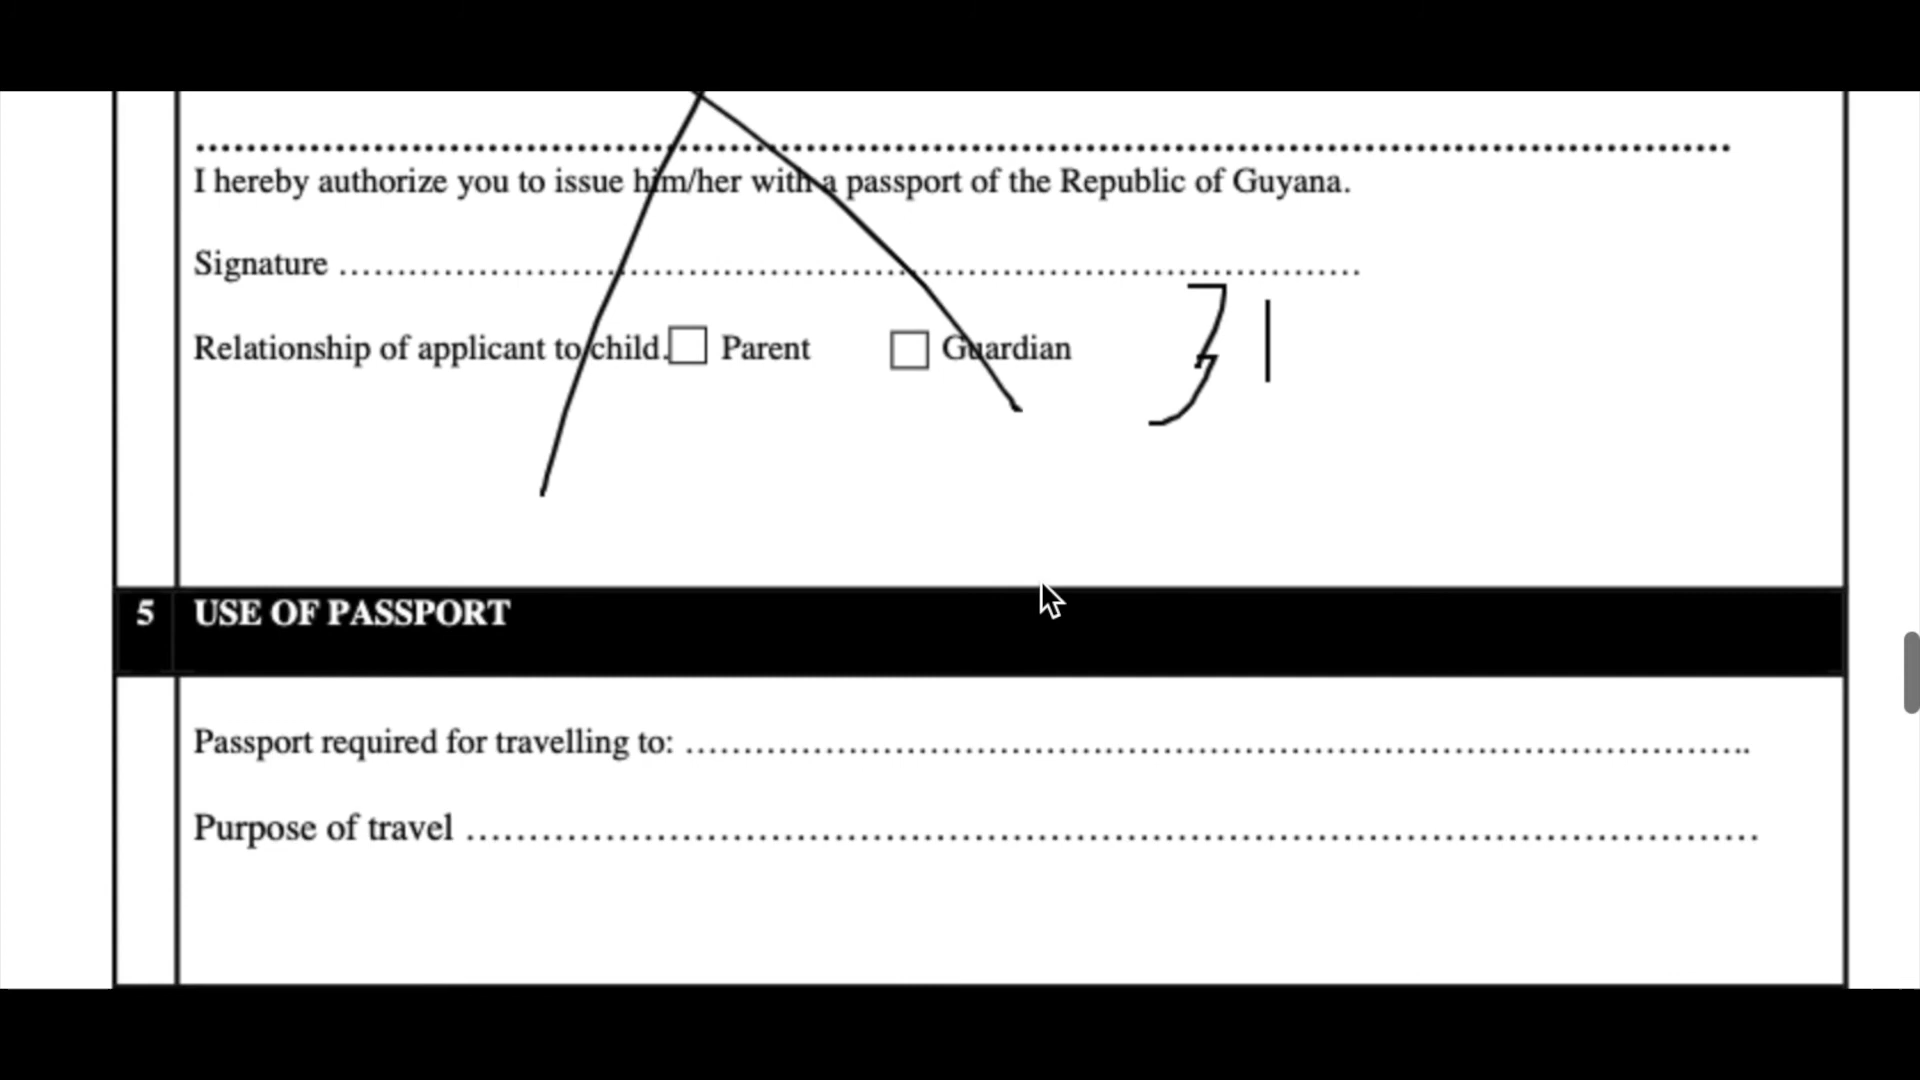 I hereby authorize you to issue him/her with a passport of the Republic of Guyana.
Signature ........................................................................................................................
Relationship of applicant to child. Parent Guardian
5 USE OF PASSPORT
Passport required for travelling to: ........................................................................................................................
Purpose of travel ........................................................................................................................